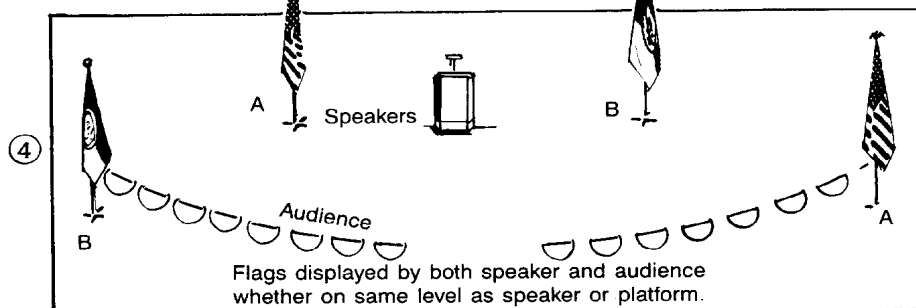 A
Speakers
B
④
Audience
B
A
Flags displayed by both speaker and audience
whether on same level as speaker or platform.